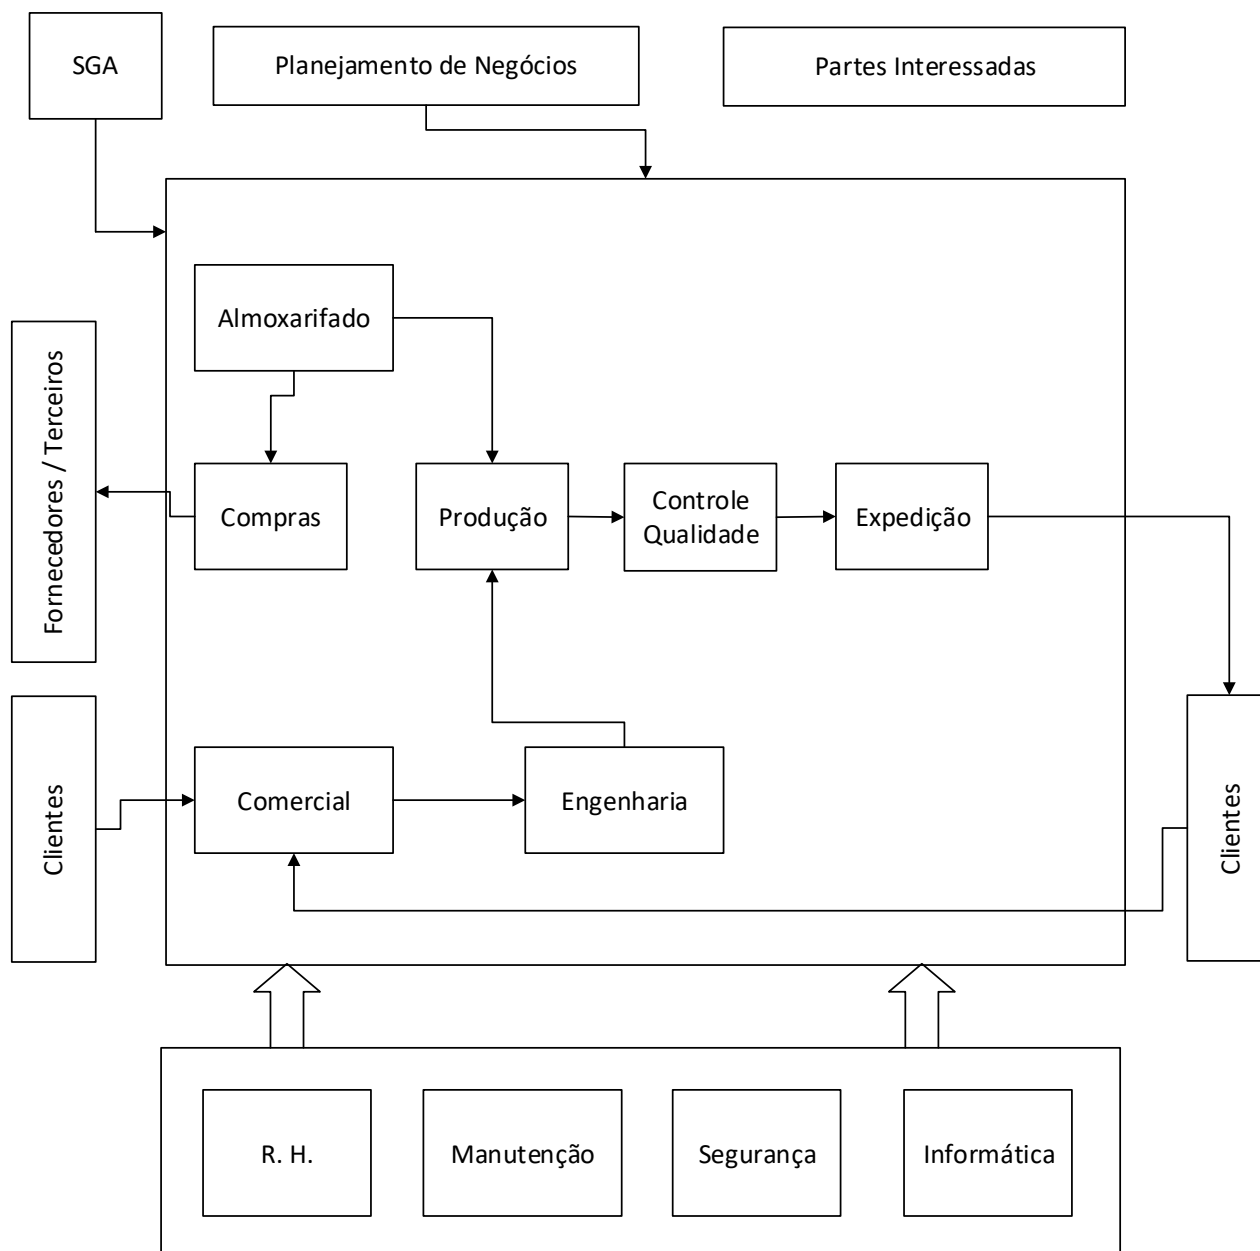 SGA
Planejamento de Negócios
Partes Interessadas
Almoxarifado
Fornecedores / Terceiros
Compras
Produção
Controle
Qualidade
Expedição
Clientes
Comercial
Engenharia
Clientes
R. H.
Manutenção
Segurança
Informática